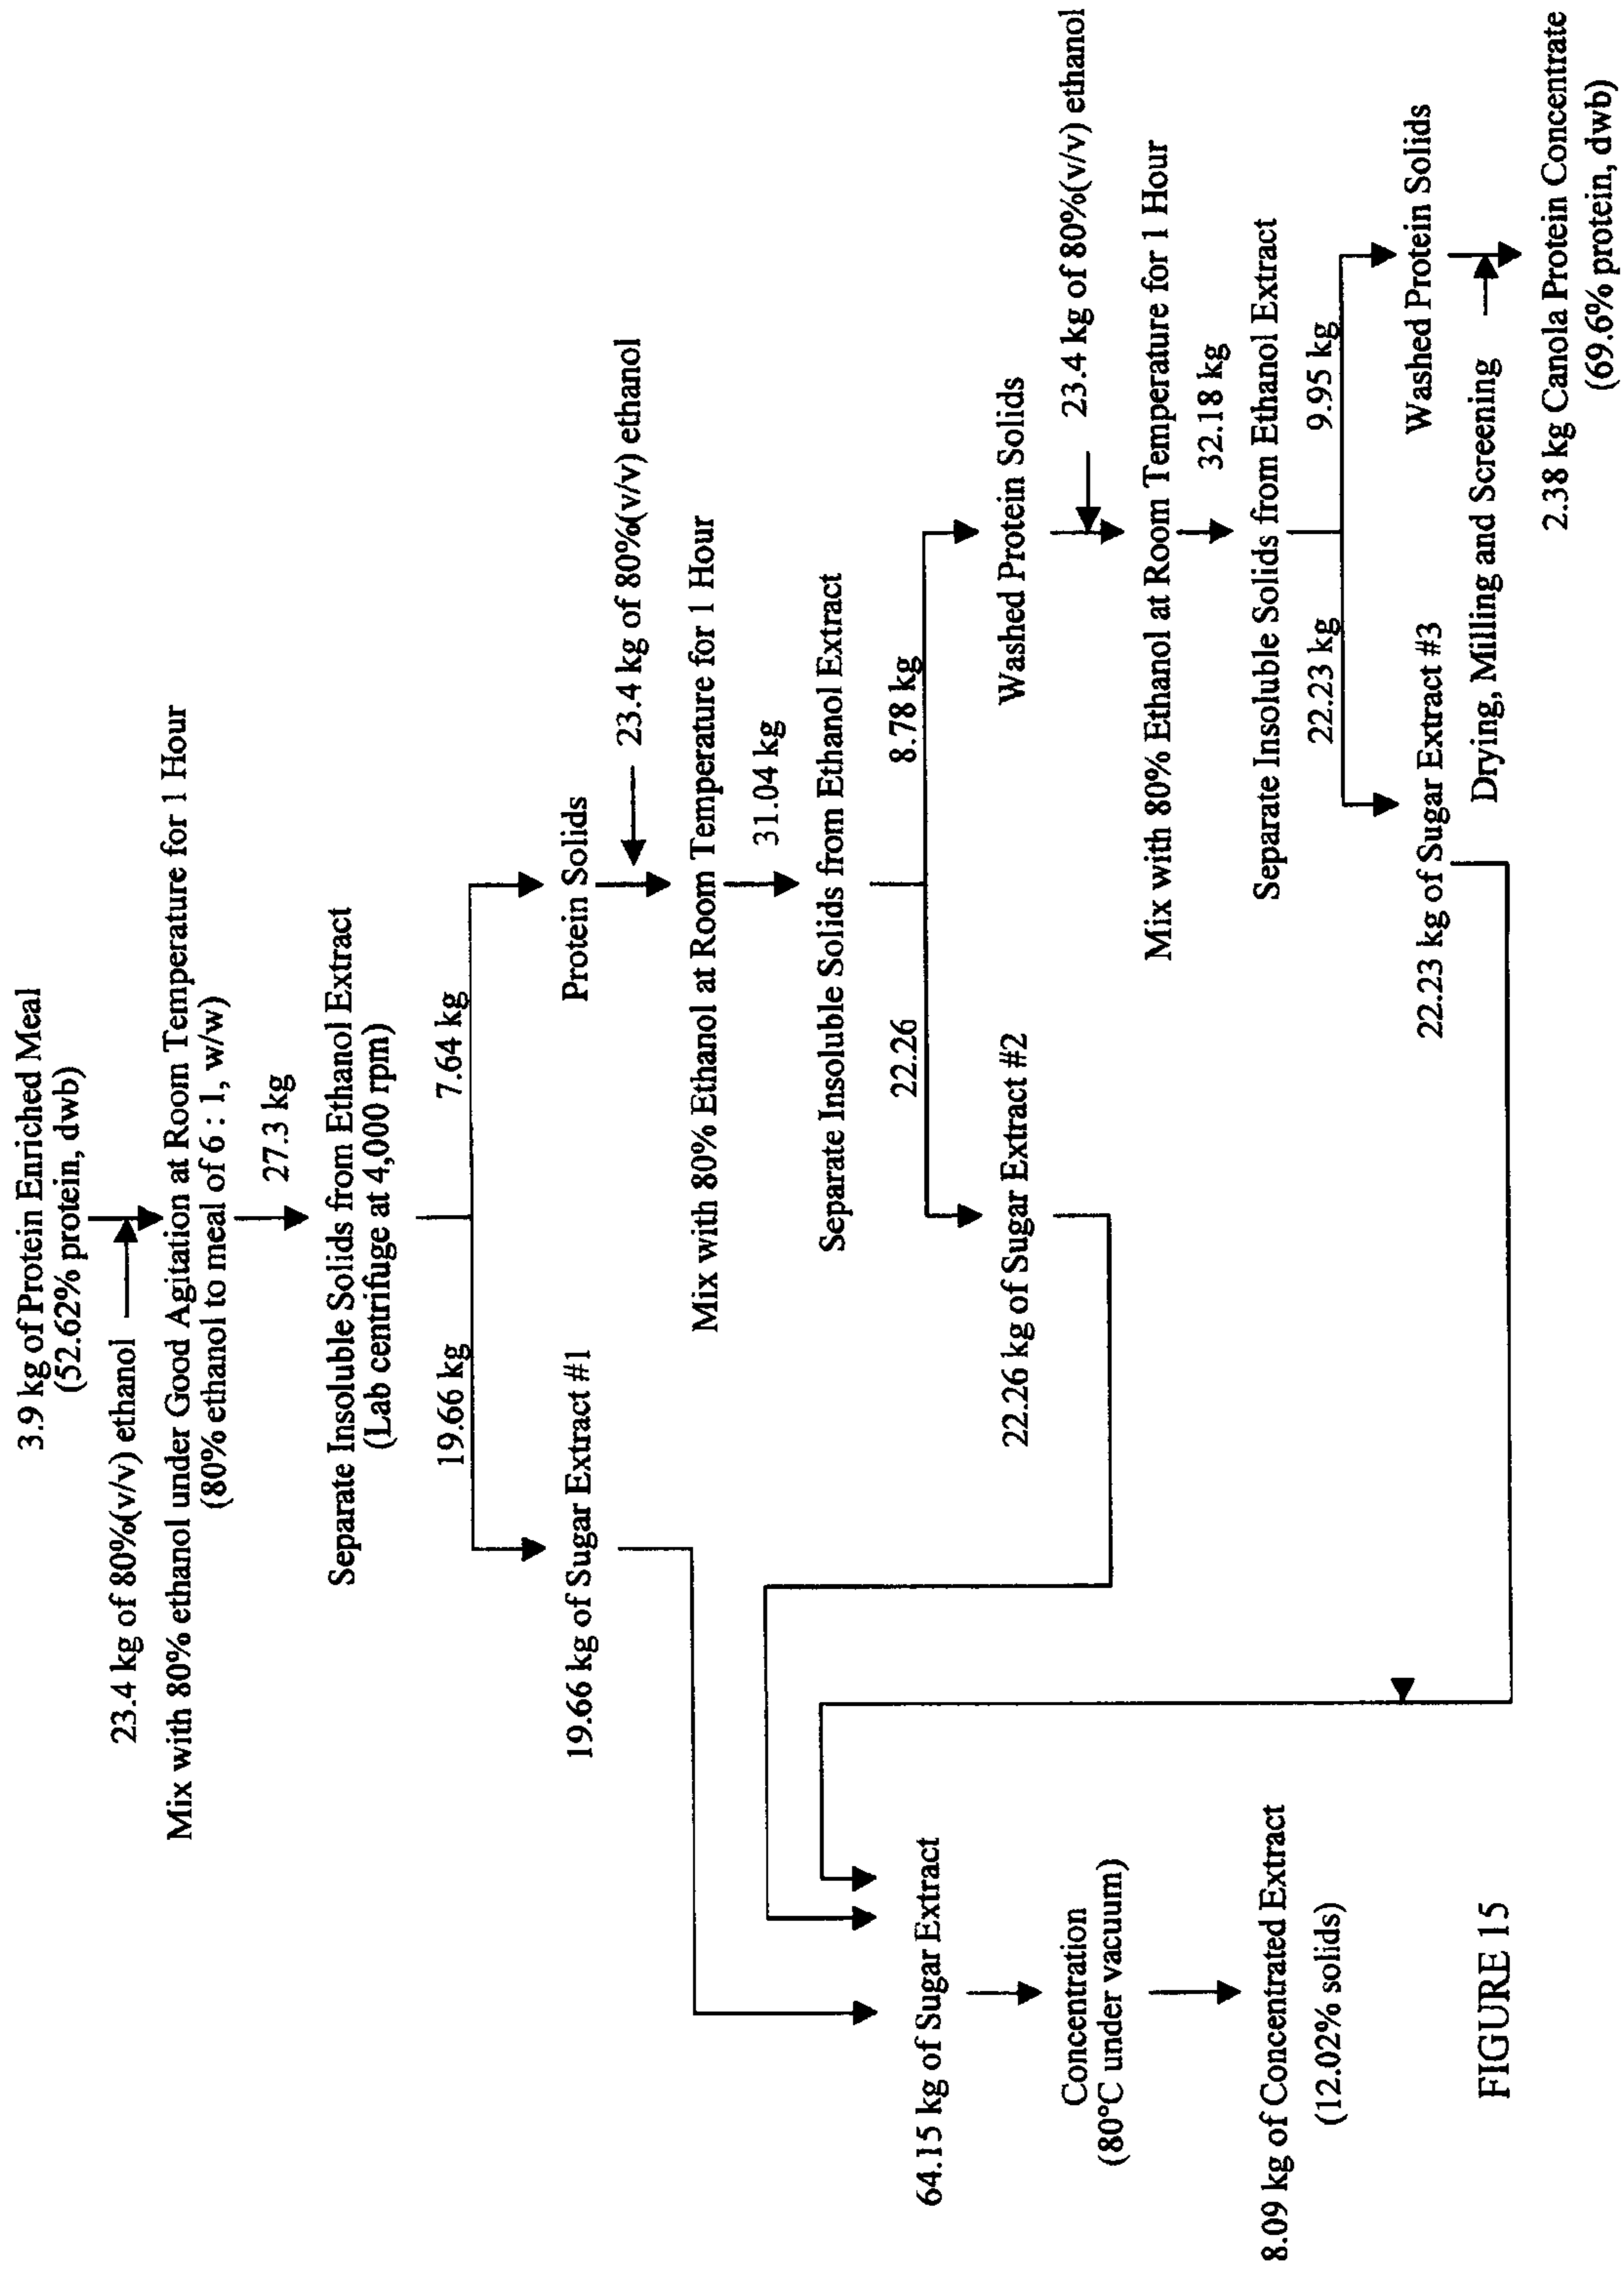 3.9 kg of Protein Enriched Meal
(52.62% protein, dwb)
23.4 kg of 80%(v/v) ethanol
Mix with 80% ethanol under Good Agitation at Room Temperature for 1 Hour
(80% ethanol to meal of 6 : 1, w/w)
27.3 kg
Separate Insoluble Solids from Ethanol Extract
(Lab centrifuge at 4,000 rpm)
19.66 kg
7.64 kg
19.66 kg of Sugar Extract #1
Protein Solids
23.4 kg of 80%(v/v) ethanol
Mix with 80% Ethanol at Room Temperature for 1 Hour
31.04 kg
Separate Insoluble Solids from Ethanol Extract
22.26
8.78 kg
22.26 kg of Sugar Extract #2
Washed Protein Solids
23.4 kg of 80%(v/v) ethanol
Mix with 80% Ethanol at Room Temperature for 1 Hour
32.18 kg
Separate Insoluble Solids from Ethanol Extract
22.23 kg
9.95 kg
22.23 kg of Sugar Extract #3
Washed Protein Solids
Drying, Milling and Screening
2.38 kg Canola Protein Concentrate
(69.6% protein, dwb)
64.15 kg of Sugar Extract
Concentration
(80°C under vacuum)
8.09 kg of Concentrated Extract
(12.02% solids)
FIGURE 15